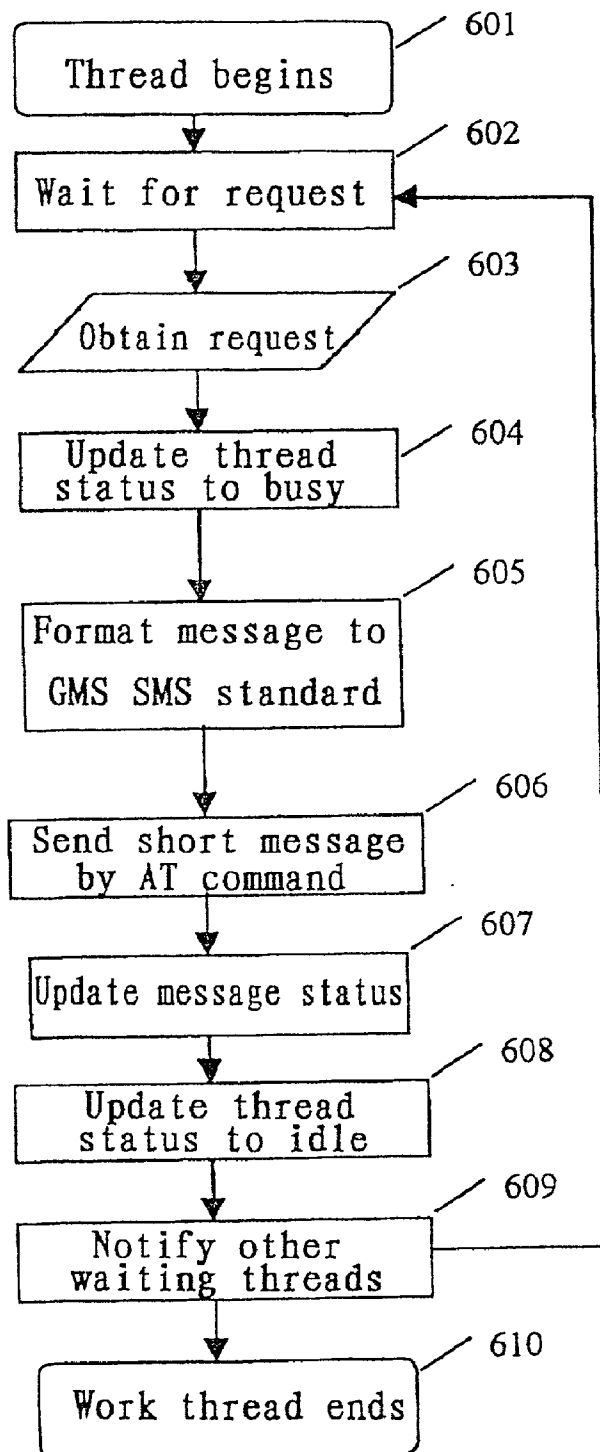 601
Thread begins
602
Wait for request
603
Obtain request
604
Update thread
status to busy
605
Format message to
GMS SMS standard
606
Send short message
by AT command
607
Update message status
608
Update thread
status to idle
609
Notify other
waiting threads
610
Work thread ends